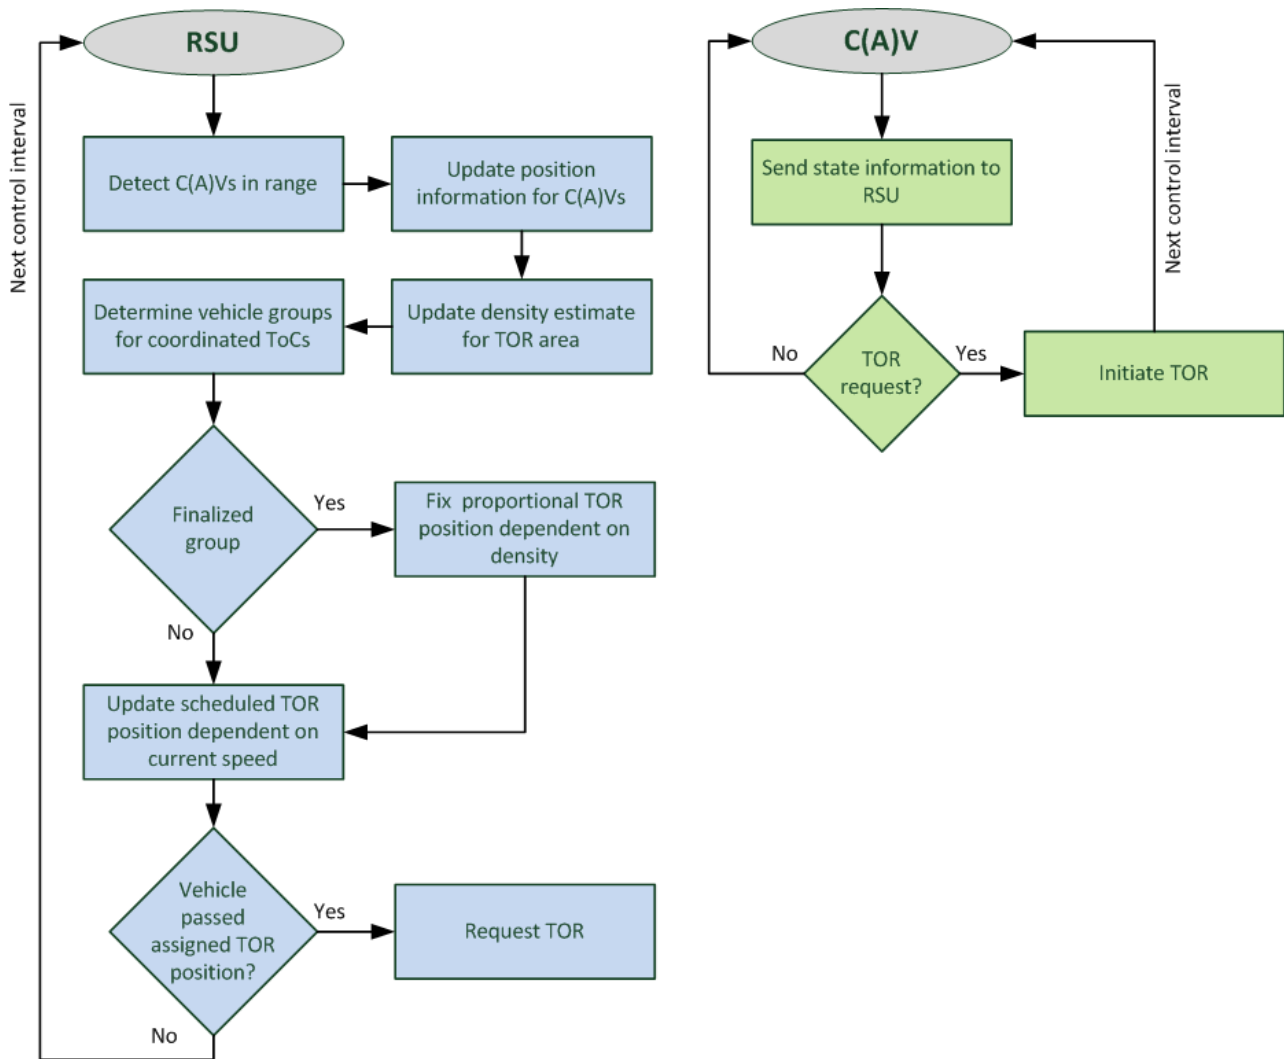 RSU
Next control interval
Detect C(A)Vs in range
Update position
information for C(A)Vs
Determine vehicle groups
for coordinated ToCs
Update density estimate
for TOR area
Finalized
group
Yes
No
Fix proportional TOR
position dependent on
density
Update scheduled TOR
position dependent on
current speed
Vehicle
passed
assigned TOR
position?
Yes
No
Request TOR
C(A)V
Next control interval
Send state information to
RSU
TOR
request?
No
Yes
Initiate TOR